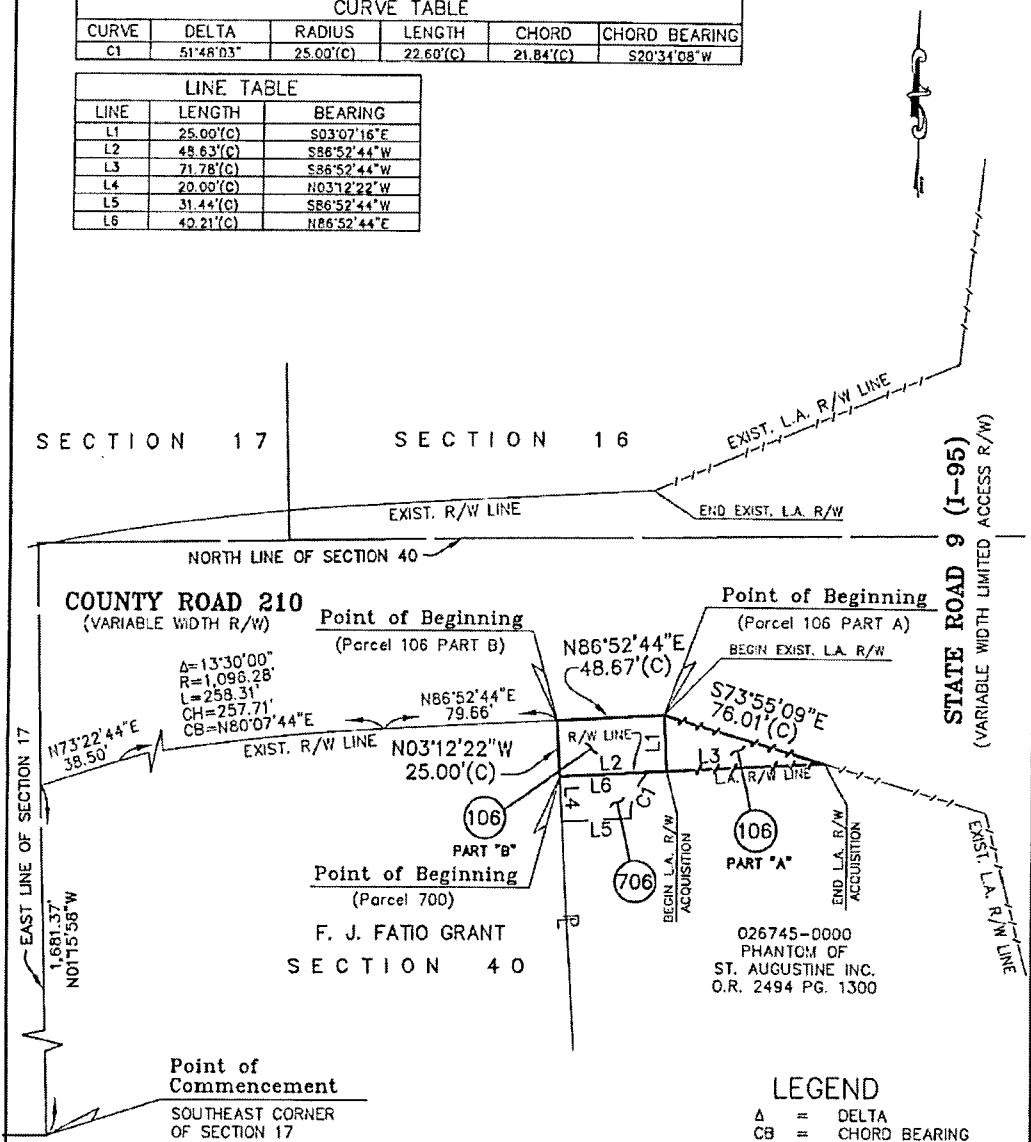 CURVE TABLE
CURVE DELTA RADIUS LENGTH CHORD CHORD BEARING
C1 51°48'03" 25.00'(C) 22.60'(C) 21.84'(C) S20°34'08"W
LINE TABLE
LINE LENGTH BEARING
L1 25.00'(C) S03°07'16"E
L2 48.63'(C) S86°52'44"W
L3 71.78'(C) S86°52'44"W
L4 20.00'(C) N03°12'22"W
L5 31.44'(C) S86°52'44"W
L6 40.21'(C) N86°52'44"E
SECTION 17
SECTION 16
EXIST. L.A. R/W LINE
EXIST. R/W LINE
END EXIST. L.A. R/W
NORTH LINE OF SECTION 40
STATE ROAD 9 (I-95)
(VARIABLE WIDTH LIMITED ACCESS R/W)
COUNTY ROAD 210
(VARIABLE WIDTH R/W)
Point of Beginning
(Parcel 106 PART B)
Point of Beginning
(Parcel 106 PART A)
BEGIN EXIST. L.A. R/W
Δ=13°30'00"
R=1,096.28'
L=258.31'
CH=257.71'
CB=N80°07'44"E
N73°22'44"E
38.50'
N86°52'44"E
79.66'
N86°52'44"E
48.67'(C)
S73°55'09"E
76.01'(C)
EXIST. R/W LINE
N03°12'22"W
25.00'(C)
R/W LINE
L1
L2
L3
L.A. R/W LINE
L6
L4
C1
L5
106
PART "B"
706
106
PART "A"
BEGIN L.A. R/W
ACQUISITION
END L.A. R/W
ACQUISITION
EXIST. L.A. R/W LINE
EAST LINE OF SECTION 17
1,681.37'
N01°15'58"W
Point of Beginning
(Parcel 700)
PL
F. J. FATIO GRANT
SECTION 40
026745-0000
PHANTOM OF
ST. AUGUSTINE INC.
O.R. 2494 PG. 1300
Point of
Commencement
SOUTHEAST CORNER
OF SECTION 17
LEGEND
Δ = DELTA
CB = CHORD BEARING